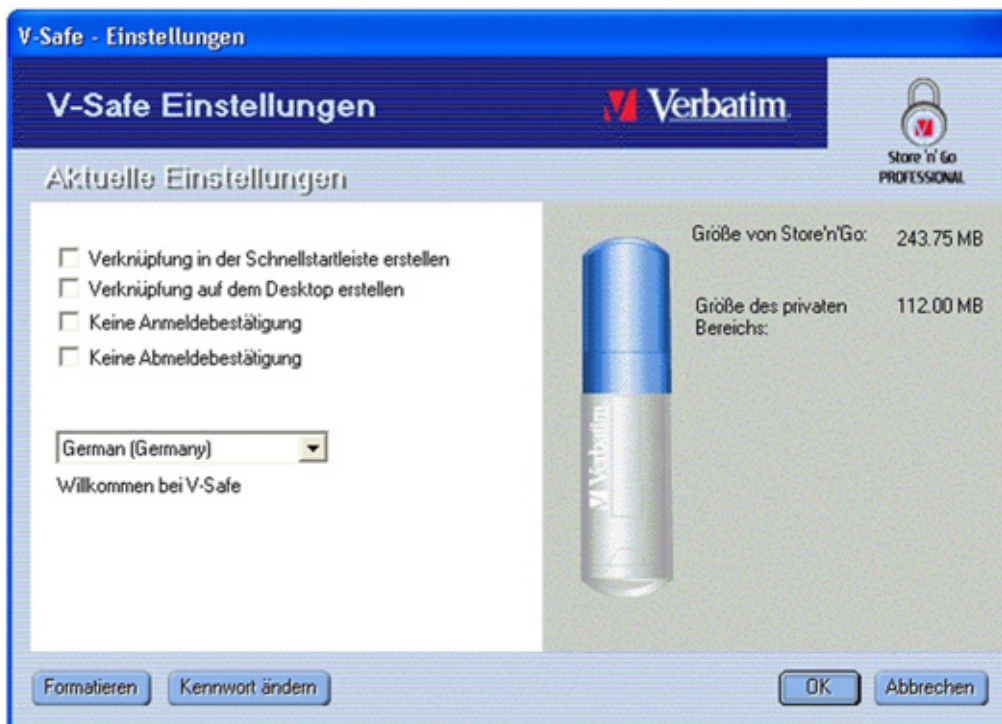 V-Safe - Einstellungen
V-Safe Einstellungen
Verbatim
Store 'n' Go
PROFESSIONAL
Aktuelle Einstellungen
Verknüpfung in der Schnellstartleiste erstellen
Verknüpfung auf dem Desktop erstellen
Keine Anmeldebestätigung
Keine Abmeldebestätigung
German (Germany)
Willkommen bei V-Safe
Verbatim
Größe von Store'n'Go: 243.75 MB
Größe des privaten 112.00 MB
Bereichs:
Formatieren Kennwort ändern OK Abbrechen